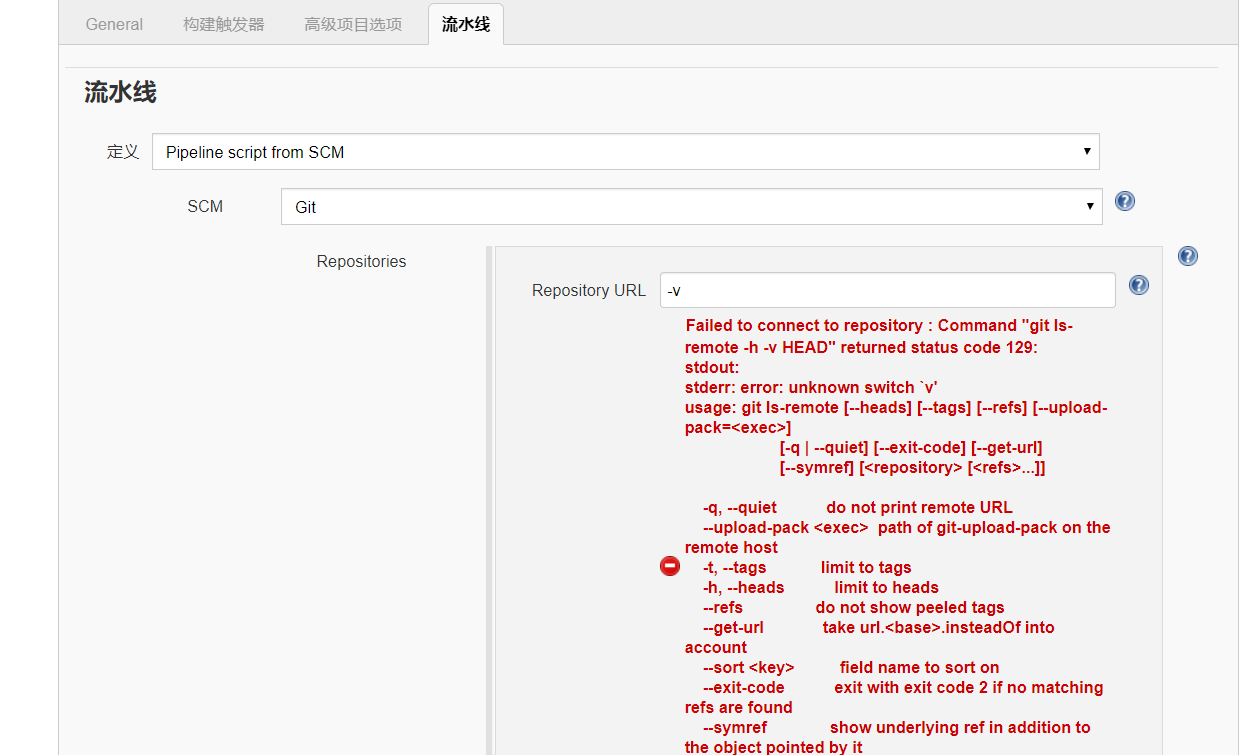 General 构建触发器 高级项目选项 流水线
流水线
定义 Pipeline script from SCM
SCM Git
Repositories
Repository URL -v
Failed to connect to repository : Command "git ls-
remote -h -v HEAD" returned status code 129:
stdout:
stderr: error: unknown switch `v'
usage: git ls-remote [--heads] [--tags] [--refs] [--upload-
pack=<exec>]
[-q | --quiet] [--exit-code] [--get-url]
[--symref] [<repository> [<refs>...]]
-q, --quiet do not print remote URL
--upload-pack <exec> path of git-upload-pack on the
remote host
-t, --tags limit to tags
-h, --heads limit to heads
--refs do not show peeled tags
--get-url take url.<base>.insteadOf into
account
--sort <key> field name to sort on
--exit-code exit with exit code 2 if no matching
refs are found
--symref show underlying ref in addition to
the object pointed by it